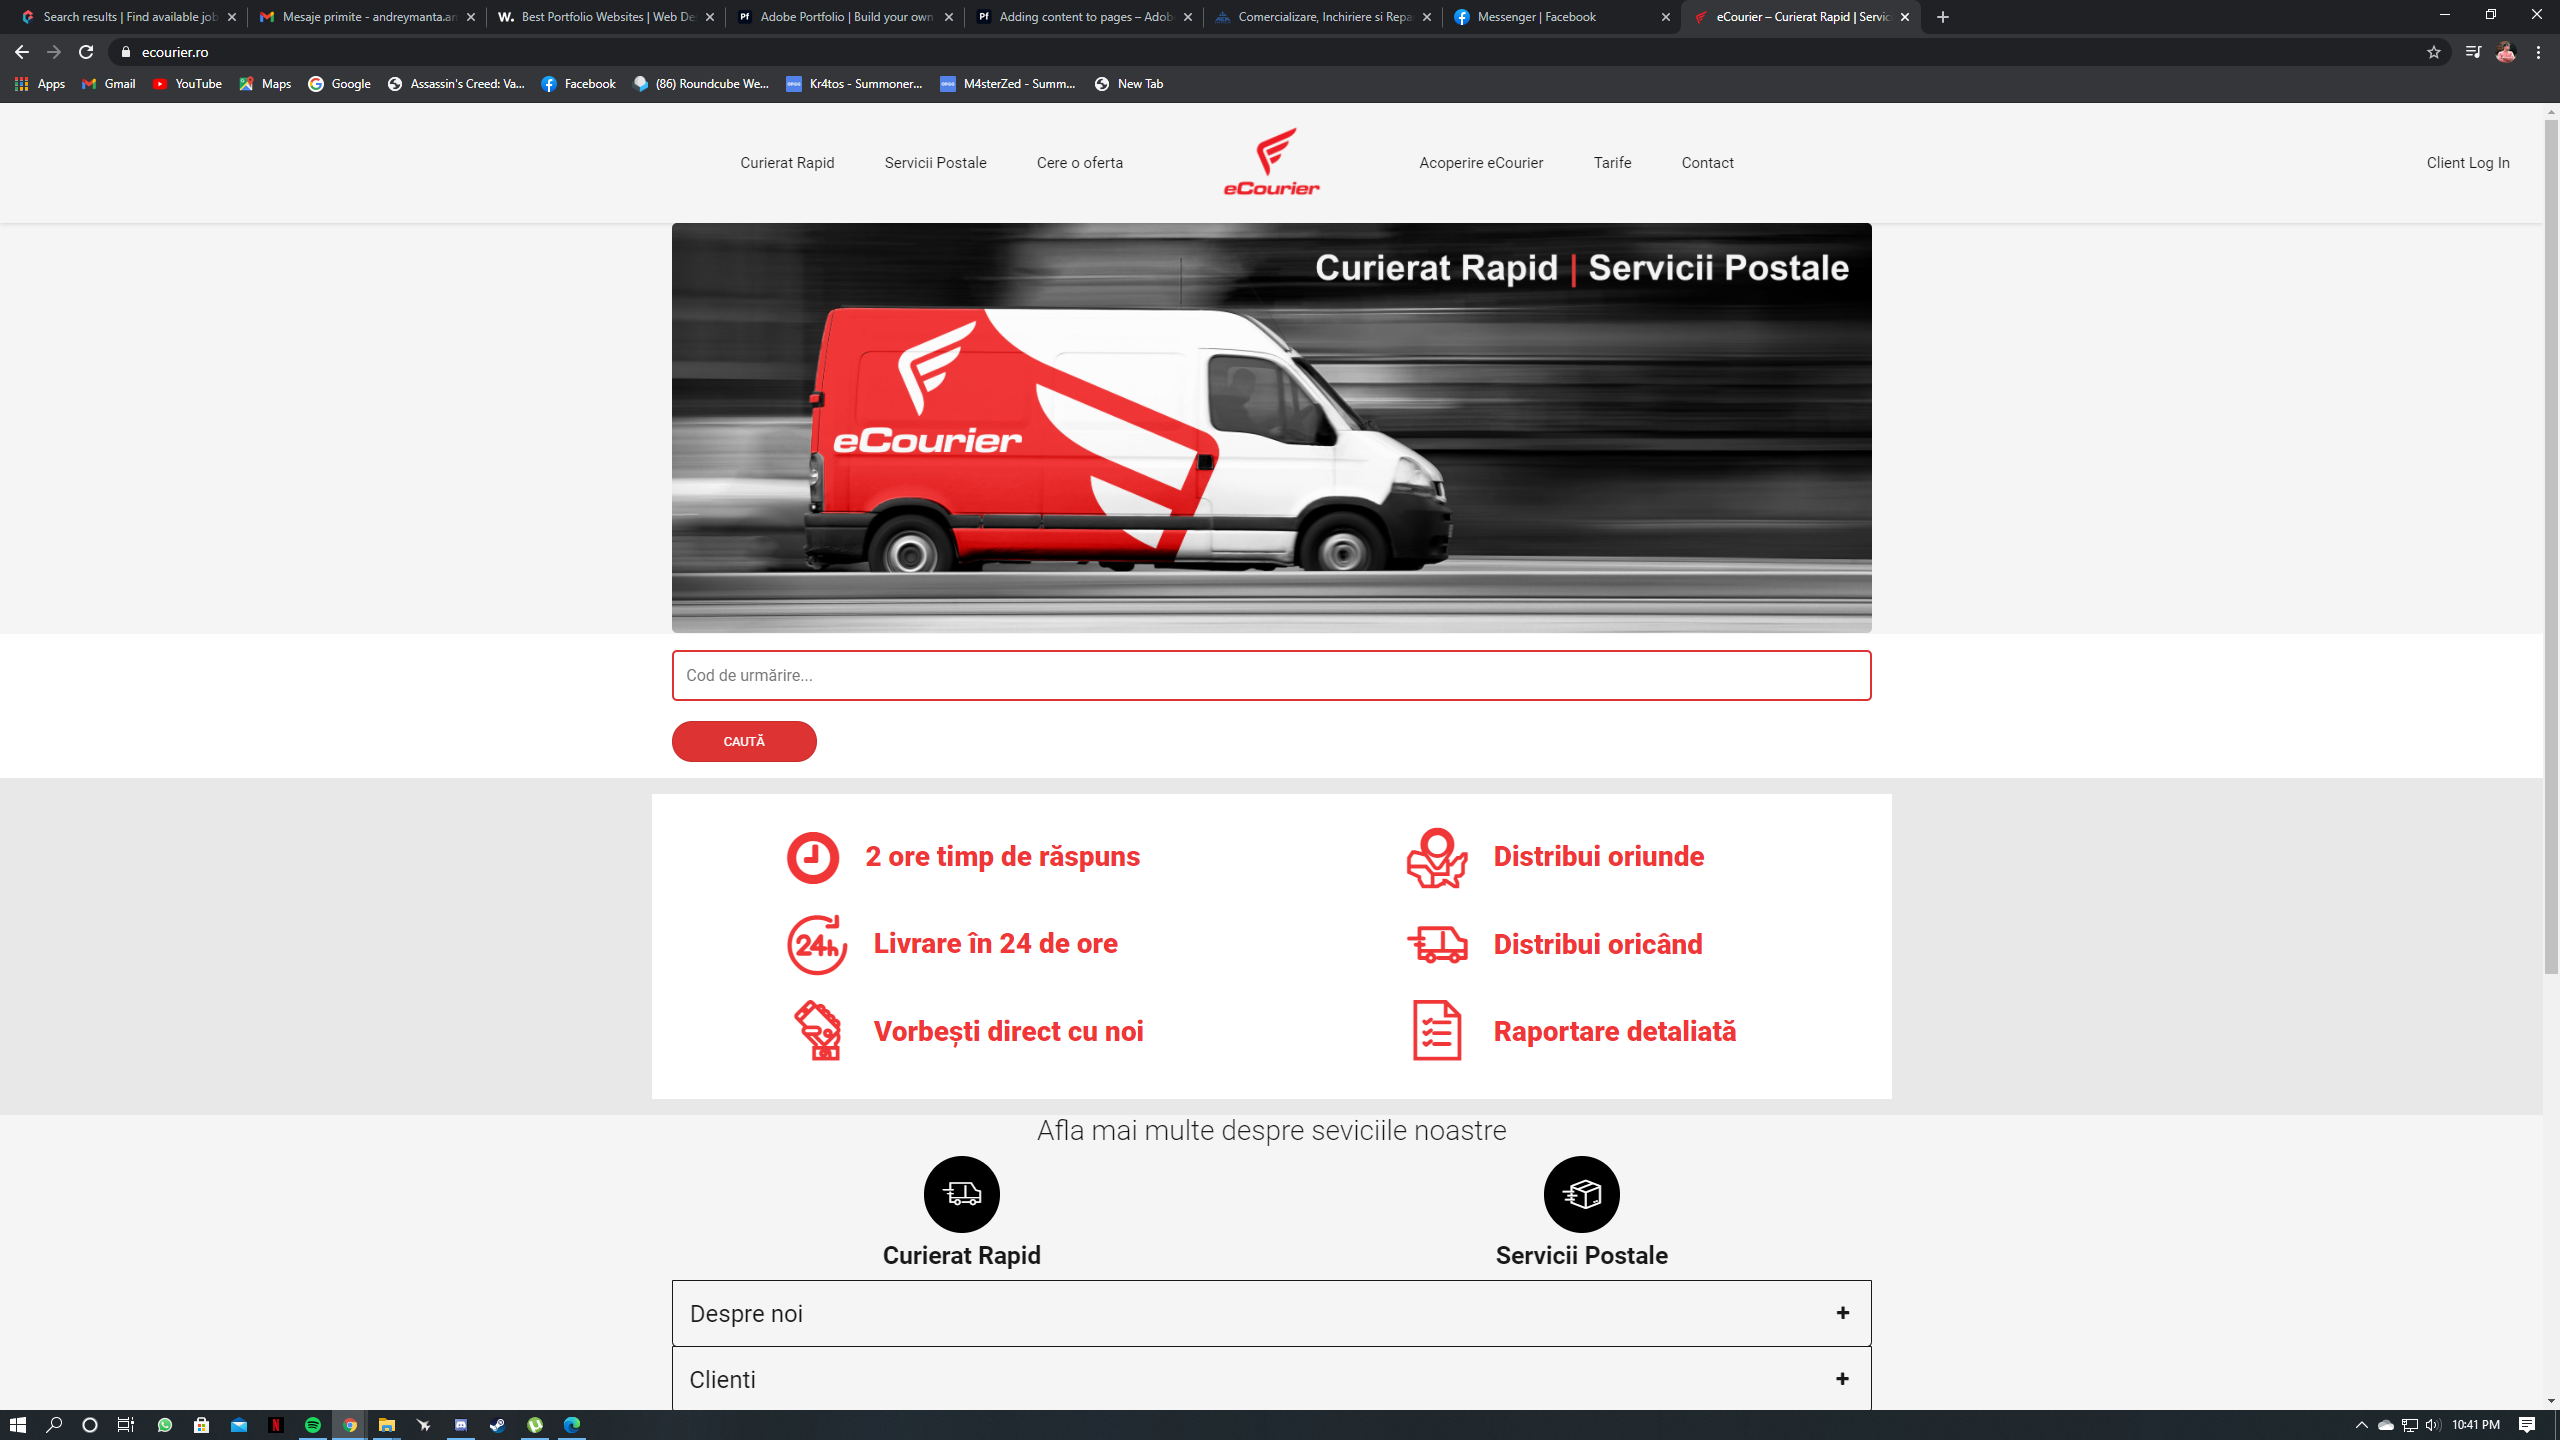 Search results | Find available job
Mesaje primite - andreymanta.am
Best Portfolio Websites | Web De
Adobe Portfolio | Build your own
Adding content to pages – Adob
Comercializare, Inchiriere si Repa
Messenger | Facebook
eCourier – Curierat Rapid | Servic
ecourier.ro
Apps
Gmail
YouTube
Maps
Google
Assassin's Creed: Va...
Facebook
(86) Roundcube We...
Kr4tos - Summoner...
M4sterZed - Summ...
New Tab
Curierat Rapid
Servicii Postale
Cere o oferta
eCourier
Acoperire eCourier
Tarife
Contact
Client Log In
Curierat Rapid | Servicii Postale
eCourier
Cod de urmărire...
CAUTĂ
2 ore timp de răspuns
Distribui oriunde
24h
Livrare în 24 de ore
Distribui oricând
Vorbești direct cu noi
Raportare detaliată
Afla mai multe despre seviciile noastre
Curierat Rapid
Servicii Postale
Despre noi
+
Clienti
+
10:41 PM